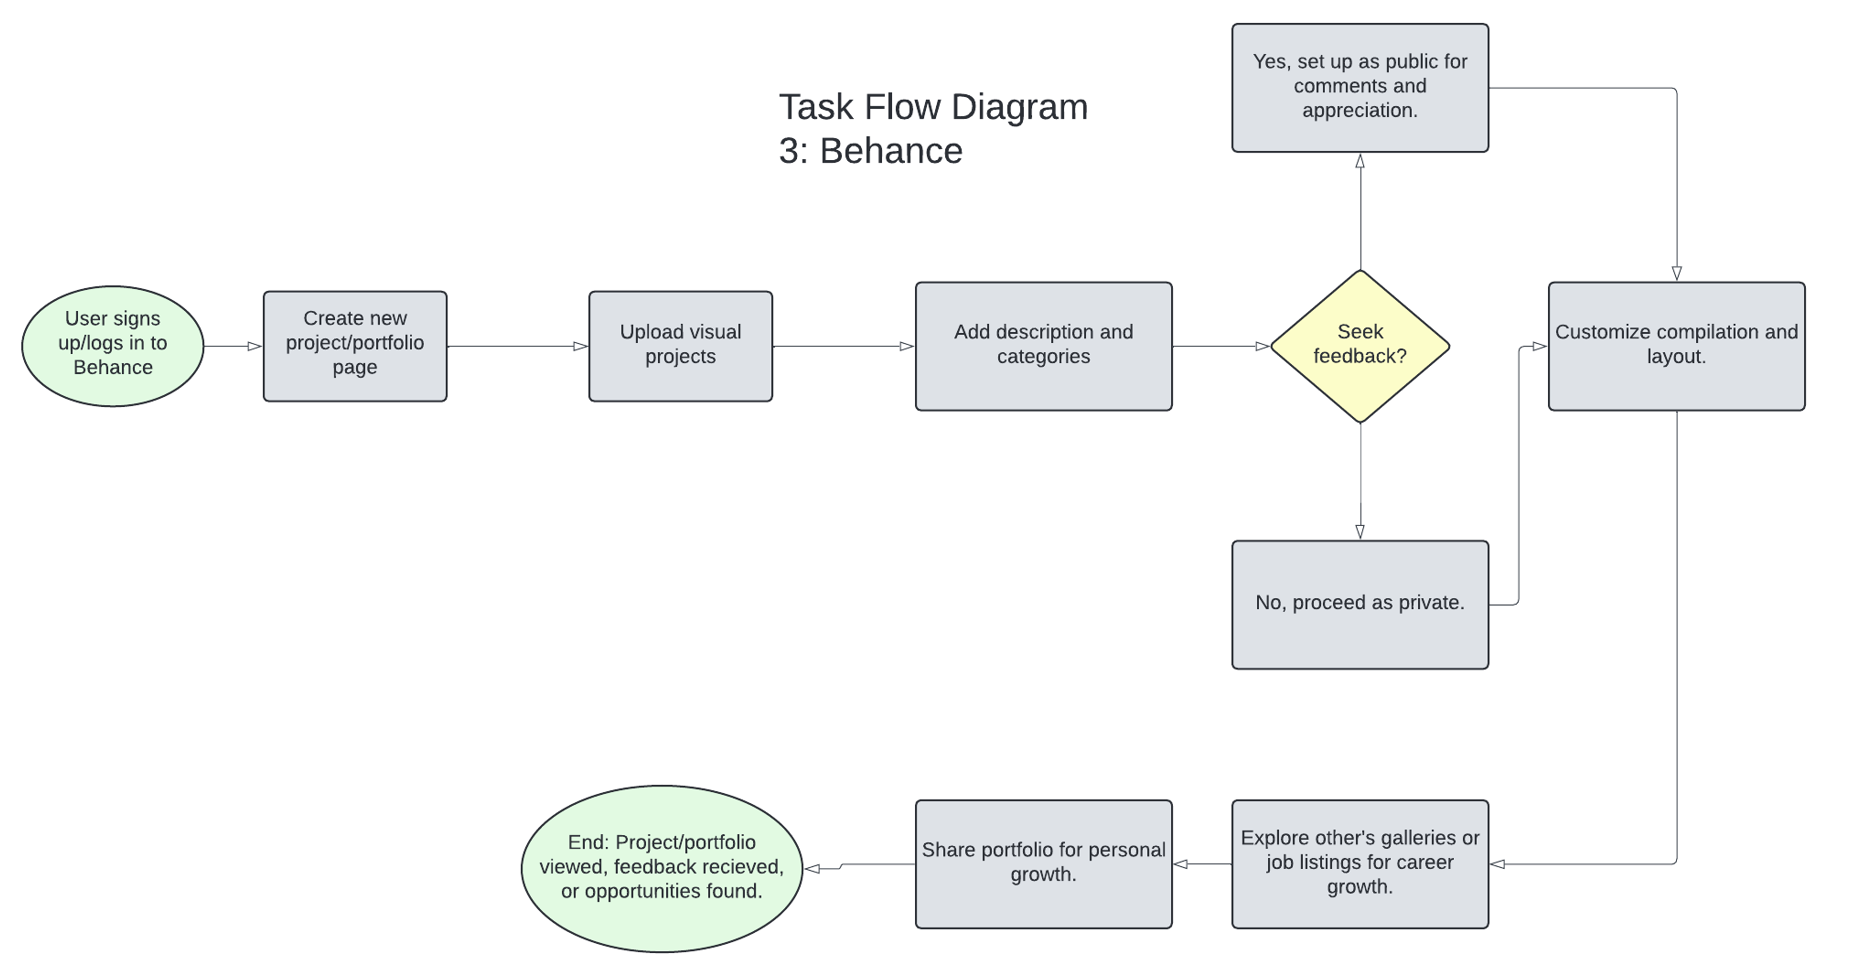 Task Flow Diagram
3: Behance
User signs
up/logs in to
Behance
Create new
project/portfolio
page
Upload visual
projects
Add description and
categories
Seek
feedback?
Yes, set up as public for
comments and
appreciation.
No, proceed as private.
Customize compilation and
layout.
Explore other's galleries or
job listings for career
growth.
Share portfolio for personal
growth.
End: Project/portfolio
viewed, feedback recieved,
or opportunities found.